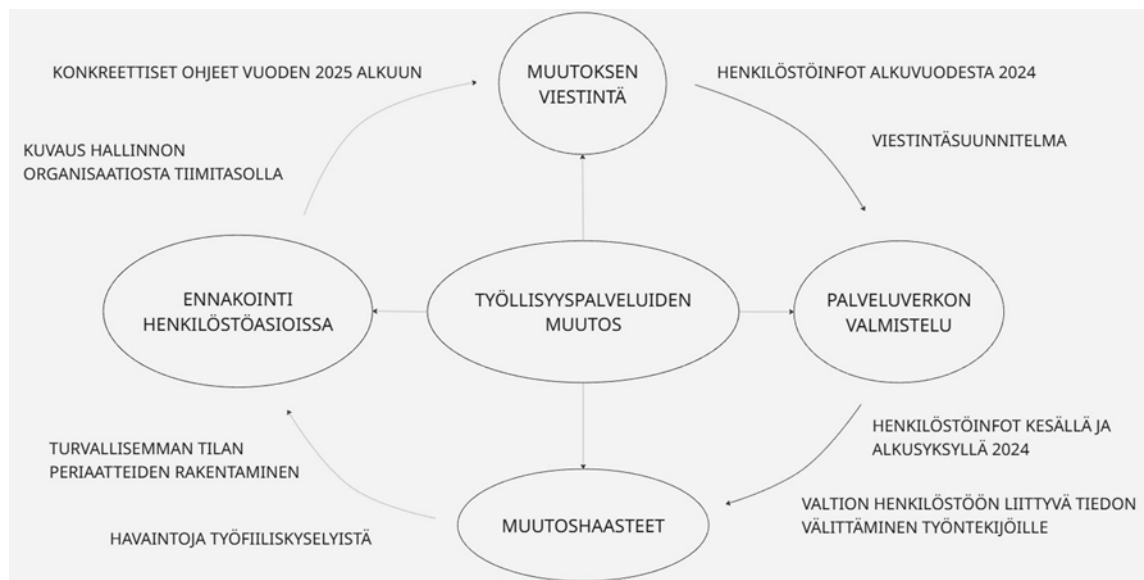 KONKREETTISET OHJEET VUODEN 2025 ALKUUN
MUUTOKSEN
VIESTINTÄ
HENKILÖSTÖINFOT ALKUVUODESTA 2024
KUVAUS HALLINNON
ORGANISAATIOSTA TIIMITASOLLA
VIESTINTÄSUUNNITELMA
ENNAKOINTI
HENKILÖSTÖASIOISSA
TYÖLLISYYSPALVELUIDEN
MUUTOS
PALVELUVERKON
VALMISTELU
TURVALLISEMMAN TILAN
PERIAATTEIDEN RAKENTAMINEN
HENKILÖSTÖINFOT KESÄLLÄ JA
ALKUSYKSYLLÄ 2024
HAVAINTOJA TYÖFIILISKYSELYISTÄ
MUUTOSHAASTEET
VALTION HENKILÖSTÖÖN LIITTYVÄ TIEDON
VÄLITTÄMINEN TYÖNTEKIJÖILLE